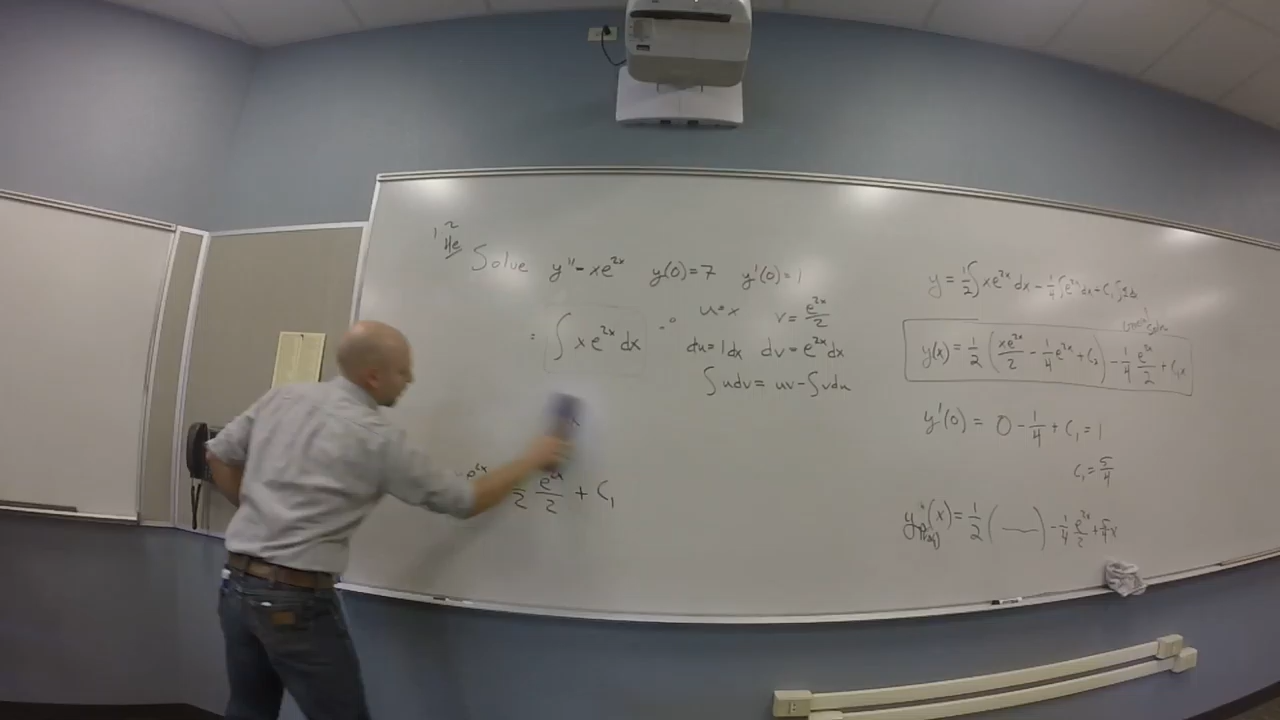 1.2
Solve y'' - xe^{2x} y(0)=7 y'(0)=1
= ∫ xe^{2x} dx
u=x v= e^{2x}/2
du=1dx dv=e^{2x}dx
∫udv= uv-∫vdu
e^{2x}/2 + C₁
y = 1/2 ∫ xe^{2x} dx - 1/4 ∫ e^{2x} dx + C₁
y(x) = 1/2 ( xe^{2x}/2 - 1/4 e^{2x} + C₂ ) - 1/4 e^{2x}/2 + C₁x
y'(0) = 0 - 1/4 + C₁ = 1
C₁ = 5/4
(x) = 1/2 ( — ) - 1/4 e^{2x}/2 + 5/4 x